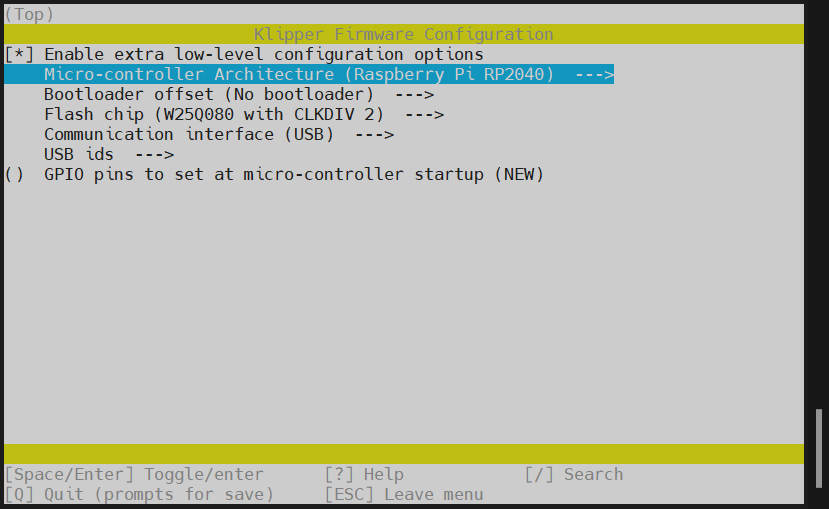 (Top)
Klipper Firmware Configuration
[*] Enable extra low-level configuration options
Micro-controller Architecture (Raspberry Pi RP2040)  --->
Bootloader offset (No bootloader)  --->
Flash chip (W25Q080 with CLKDIV 2)  --->
Communication interface (USB)  --->
USB ids  --->
()  GPIO pins to set at micro-controller startup (NEW)
[Space/Enter] Toggle/enter      [?] Help            [/] Search
[Q] Quit (prompts for save)     [ESC] Leave menu